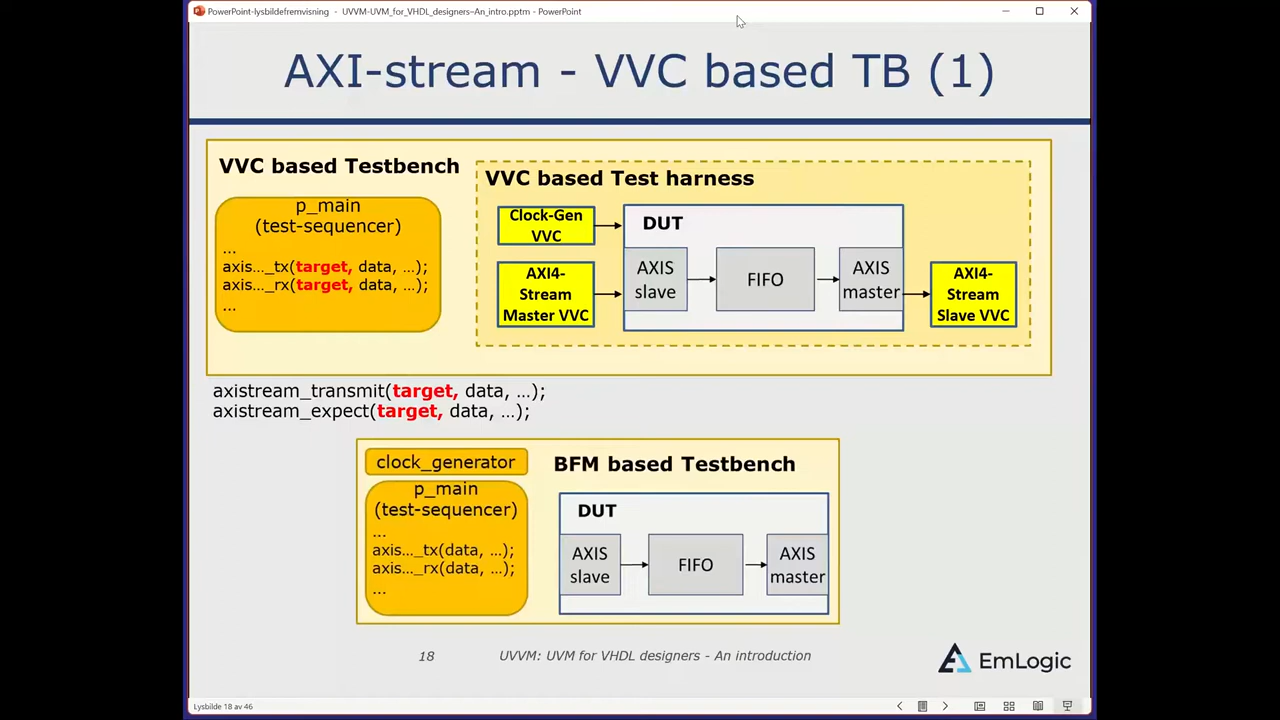 PowerPoint-lysbildefremvisning - UVVM-UVM_for_VHDL_designers–An_intro.pptm - PowerPoint
AXI-stream - VVC based TB (1)
VVC based Testbench
p_main
(test-sequencer)
...
axis..._tx(target, data, ...);
axis..._rx(target, data, ...);
...
VVC based Test harness
Clock-Gen
VVC
AXI4-
Stream
Master VVC
DUT
AXIS
slave
FIFO
AXIS
master
AXI4-
Stream
Slave VVC
axistream_transmit(target, data, ...);
axistream_expect(target, data, ...);
clock_generator
p_main
(test-sequencer)
...
axis..._tx(data, ...);
axis..._rx(data, ...);
...
BFM based Testbench
DUT
AXIS
slave
FIFO
AXIS
master
18
UVVM: UVM for VHDL designers - An introduction
EmLogic
Lysbilde 18 av 46